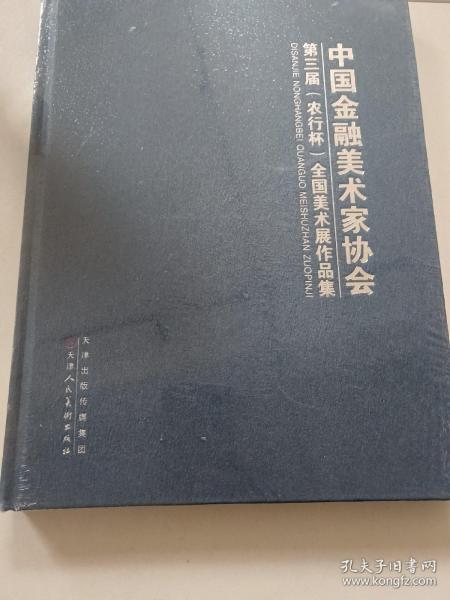 中国金融美术家协会
第三届（农行杯）全国美术展作品集
DISANJIE NONGHANGBEI QUANGUO MEISHUZHAN ZUOPINJI
天津出版传媒集团
天津人民美術出版社
孔夫子旧书网
www.kongfz.com